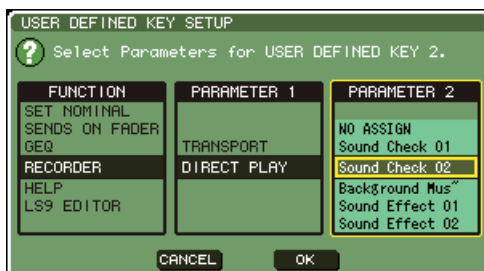 USER DEFINED KEY SETUP
Select Parameters for USER DEFINED KEY 2.
FUNCTION
SET NOMINAL
SENDS ON FADER
GEQ
RECORDER
HELP
LS9 EDITOR
PARAMETER 1
TRANSPORT
DIRECT PLAY
PARAMETER 2
NO ASSIGN
Sound Check 01
Sound Check 02
Background Mus~
Sound Effect 01
Sound Effect 02
CANCEL
OK